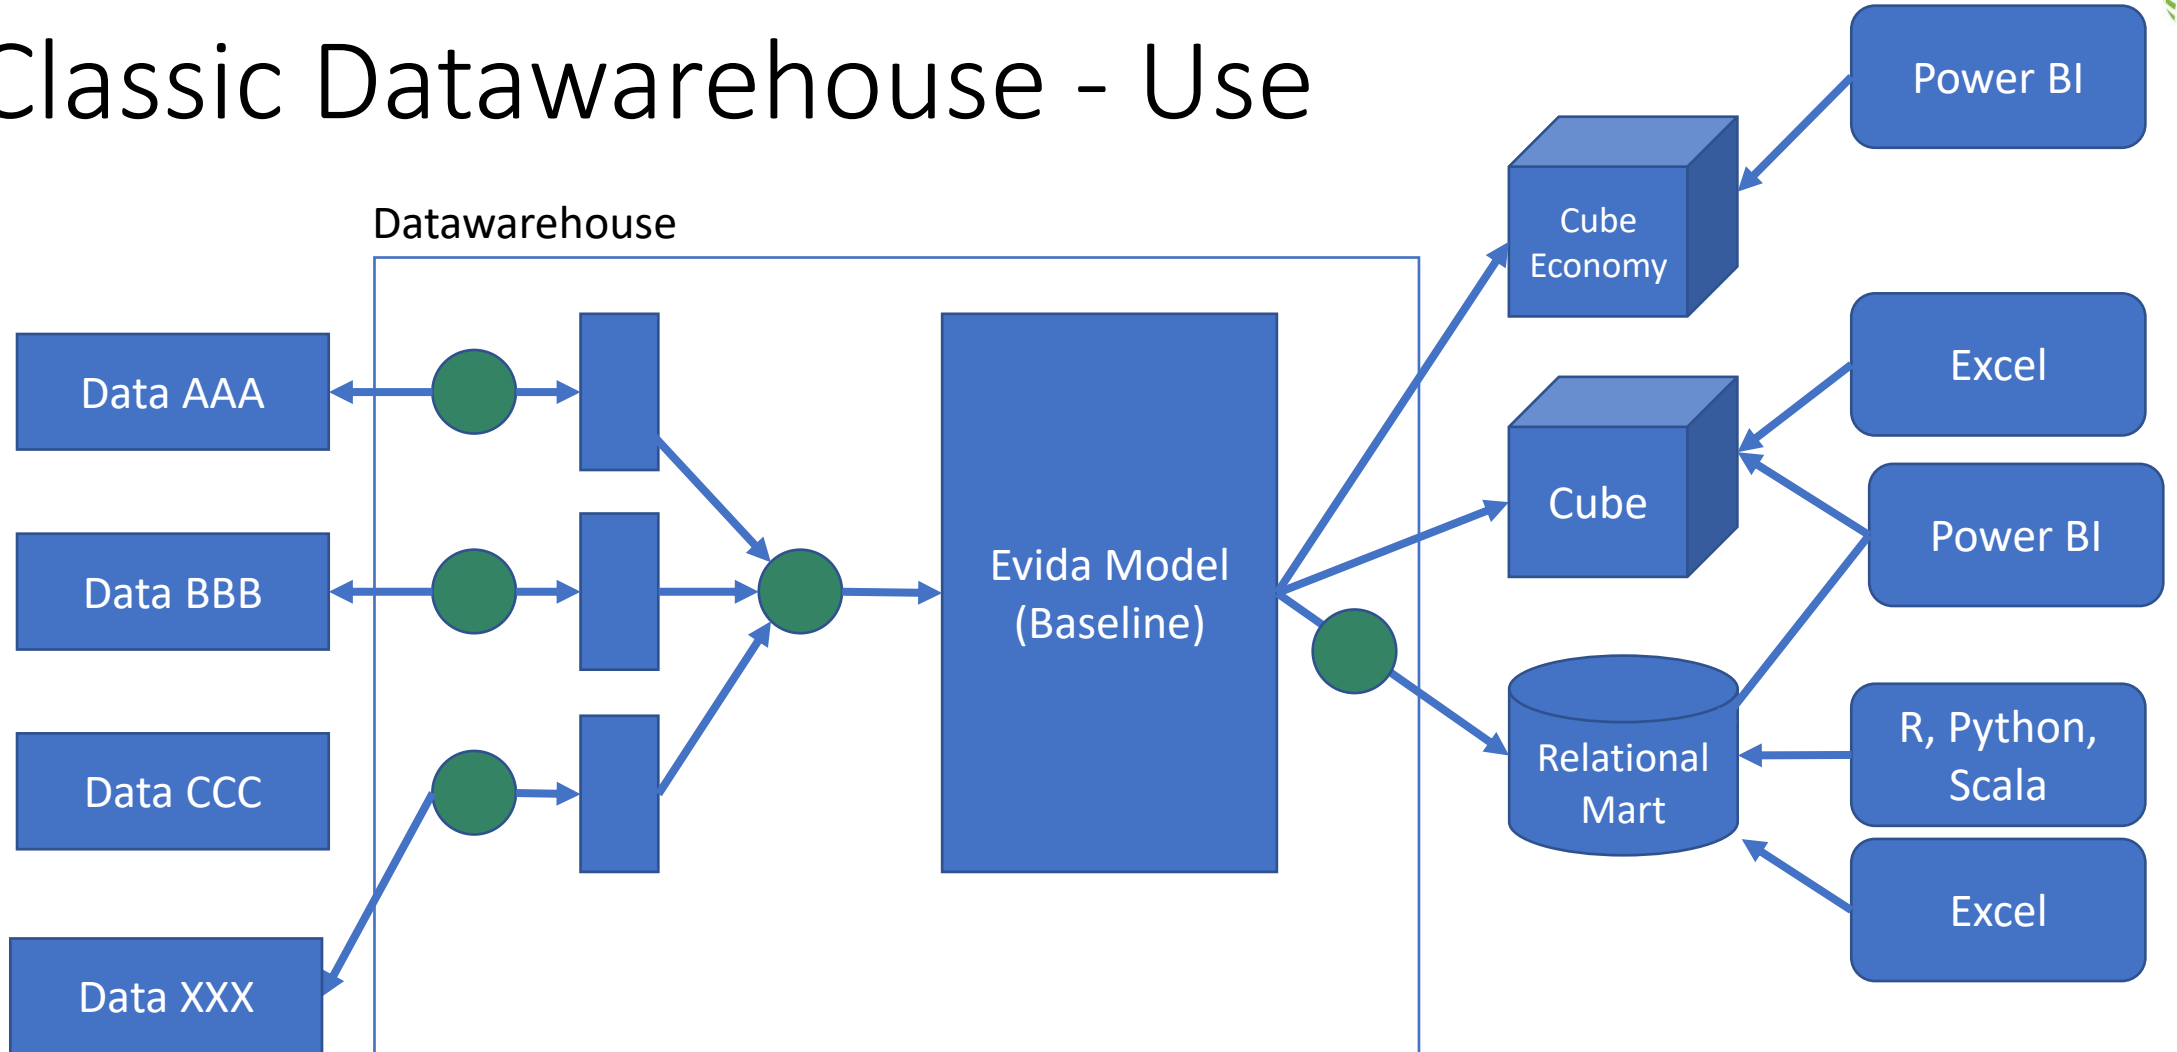 Classic Datawarehouse - Use
Datawarehouse
Data AAA
Data BBB
Data CCC
Data XXX
Evida Model
(Baseline)
Cube
Economy
Cube
Relational
Mart
Power BI
Excel
Power BI
R, Python,
Scala
Excel